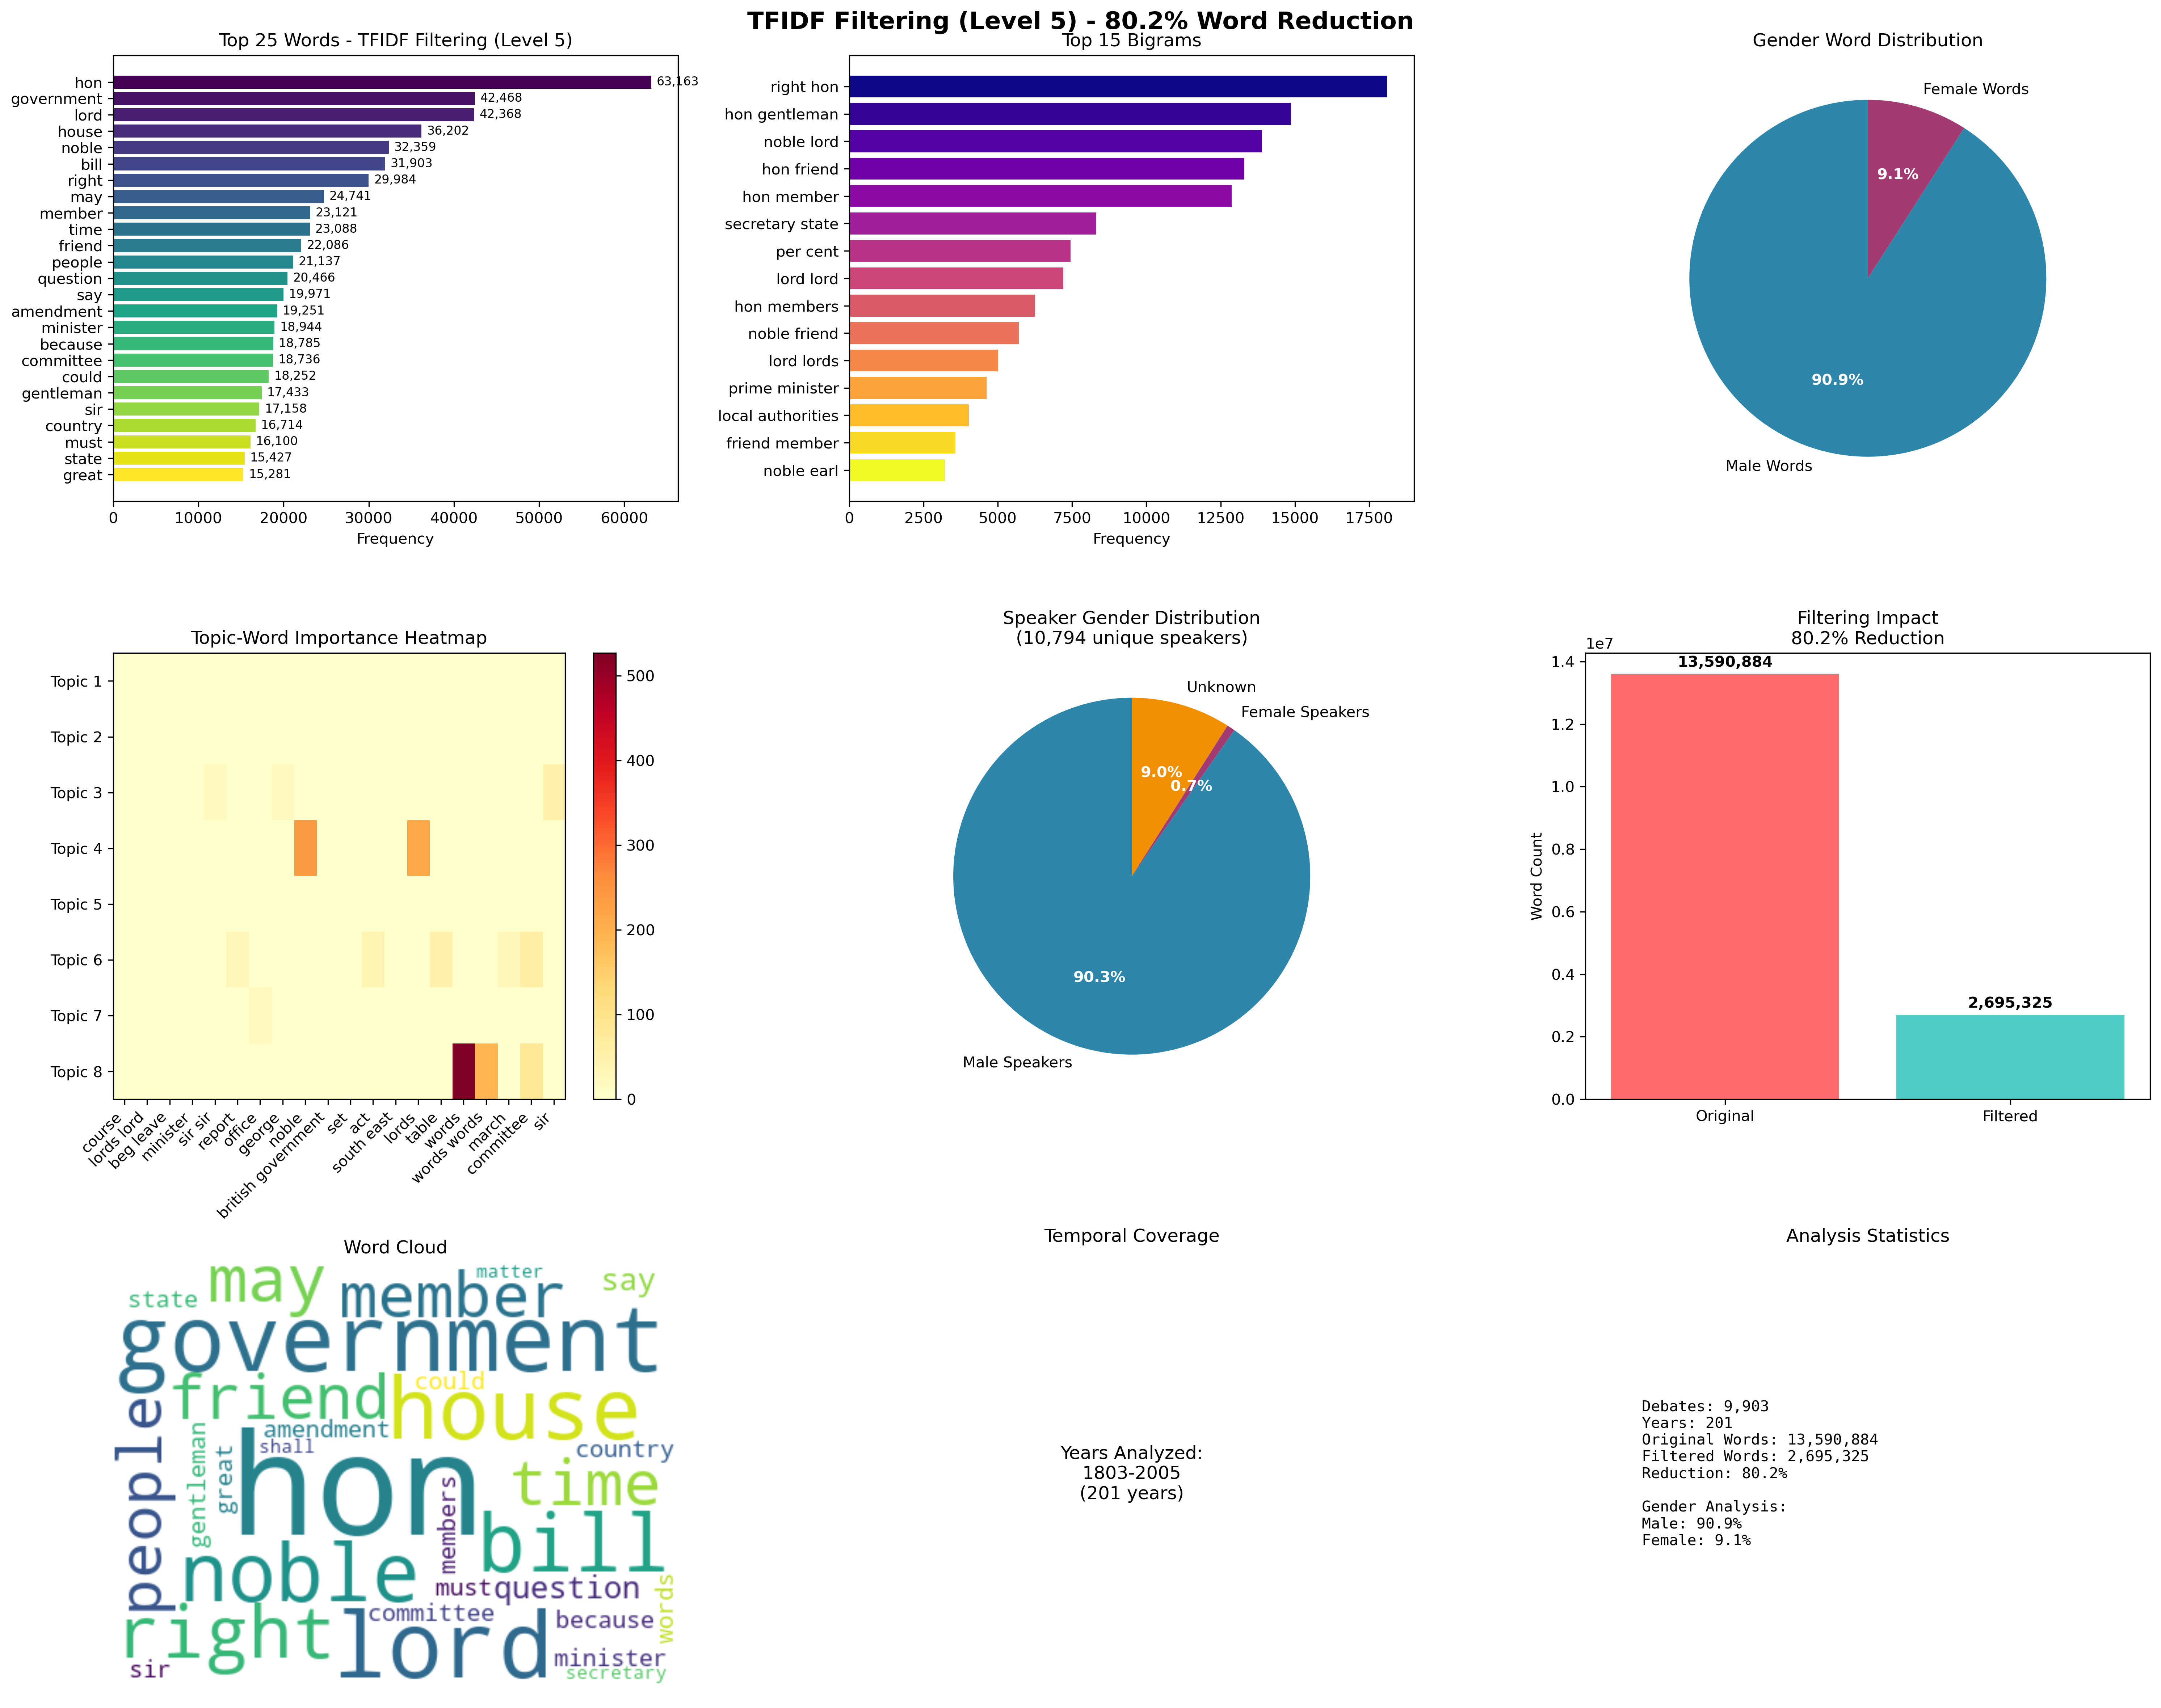 TFIDF Filtering (Level 5) - 80.2% Word Reduction
Top 25 Words - TFIDF Filtering (Level 5)
hon
63,163
government
42,468
lord
42,368
house
36,202
noble
32,359
bill
31,903
right
29,984
may
24,741
member
23,121
time
23,088
friend
22,086
people
21,137
question
20,466
say
19,971
amendment
19,251
minister
18,944
because
18,785
committee
18,736
could
18,252
gentleman
17,433
sir
17,158
country
16,714
must
16,100
state
15,427
great
15,281
0 10000 20000 30000 40000 50000 60000
Frequency
Top 15 Bigrams
right hon
hon gentleman
noble lord
hon friend
hon member
secretary state
per cent
lord lord
hon members
noble friend
lord lords
prime minister
local authorities
friend member
noble earl
0 2500 5000 7500 10000 12500 15000 17500
Frequency
Gender Word Distribution
Female Words
9.1%
90.9%
Male Words
Topic-Word Importance Heatmap
Topic 1
Topic 2
Topic 3
Topic 4
Topic 5
Topic 6
Topic 7
Topic 8
course
lords lord
beg leave
minister
sir sir
report
office
george
noble
british government
set
act
south east
lords
table
words
words words
march
committee
sir
500
400
300
200
100
0
Speaker Gender Distribution
(10,794 unique speakers)
Unknown
Female Speakers
9.0%
0.7%
90.3%
Male Speakers
Filtering Impact
80.2% Reduction
1e7
1.4
1.2
1.0
0.8
0.6
0.4
0.2
0.0
Word Count
13,590,884
2,695,325
Original
Filtered
Word Cloud
matter
may
member
say
state
government
friend
could
house
people
amendment
shall
gentleman
great
hon
country
time
members
bill
noble
must
question
words
committee
because
right
lord
minister
sir
secretary
Temporal Coverage
Years Analyzed:
1803-2005
(201 years)
Analysis Statistics
Debates: 9,903
Years: 201
Original Words: 13,590,884
Filtered Words: 2,695,325
Reduction: 80.2%
Gender Analysis:
Male: 90.9%
Female: 9.1%